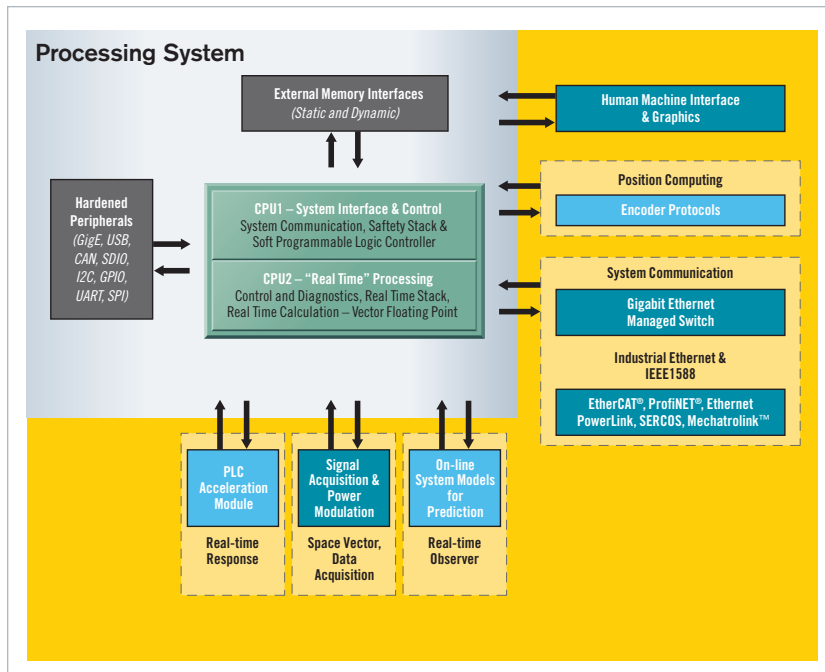 Processing System
External Memory Interfaces
(Static and Dynamic)
Human Machine Interface
& Graphics
Position Computing
Encoder Protocols
Hardened
Peripherals
(GigE, USB,
CAN, SDIO,
I2C, GPIO,
UART, SPI)
CPU1 – System Interface & Control
System Communication, Saftety Stack &
Soft Programmable Logic Controller
CPU2 – “Real Time” Processing
Control and Diagnostics, Real Time Stack,
Real Time Calculation – Vector Floating Point
System Communication
Gigabit Ethernet
Managed Switch
Industrial Ethernet &
IEEE1588
EtherCAT®, ProfiNET®, Ethernet
PowerLink, SERCOS, Mechatrolink™
PLC
Acceleration
Module
Real-time
Response
Signal
Acquisition &
Power
Modulation
Space Vector,
Data
Acquisition
On-line
System Models
for
Prediction
Real-time
Observer